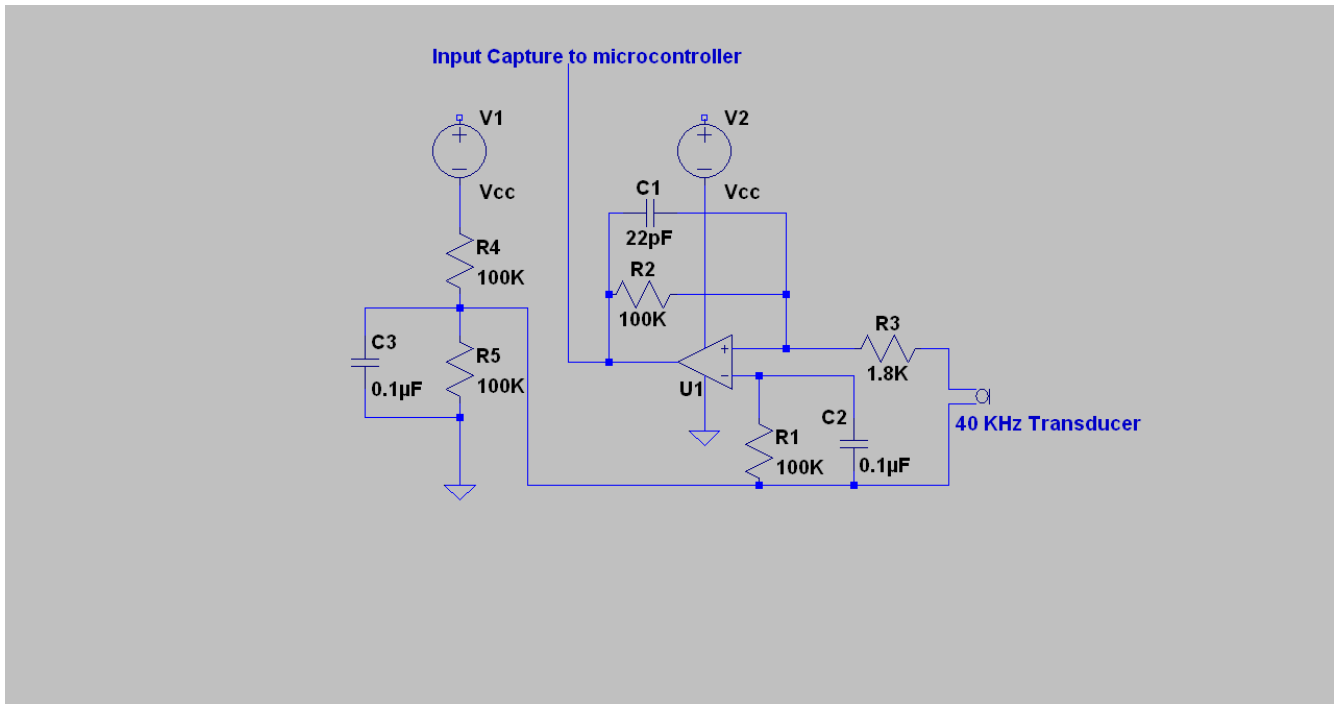 Input Capture to microcontroller
V1
V2
+
+
−
−
Vcc
Vcc
C1
22pF
R4
100K
R2
100K
C3
0.1µF
R5
100K
R3
1.8K
+
−
U1
C2
0.1µF
R1
100K
40 KHz Transducer